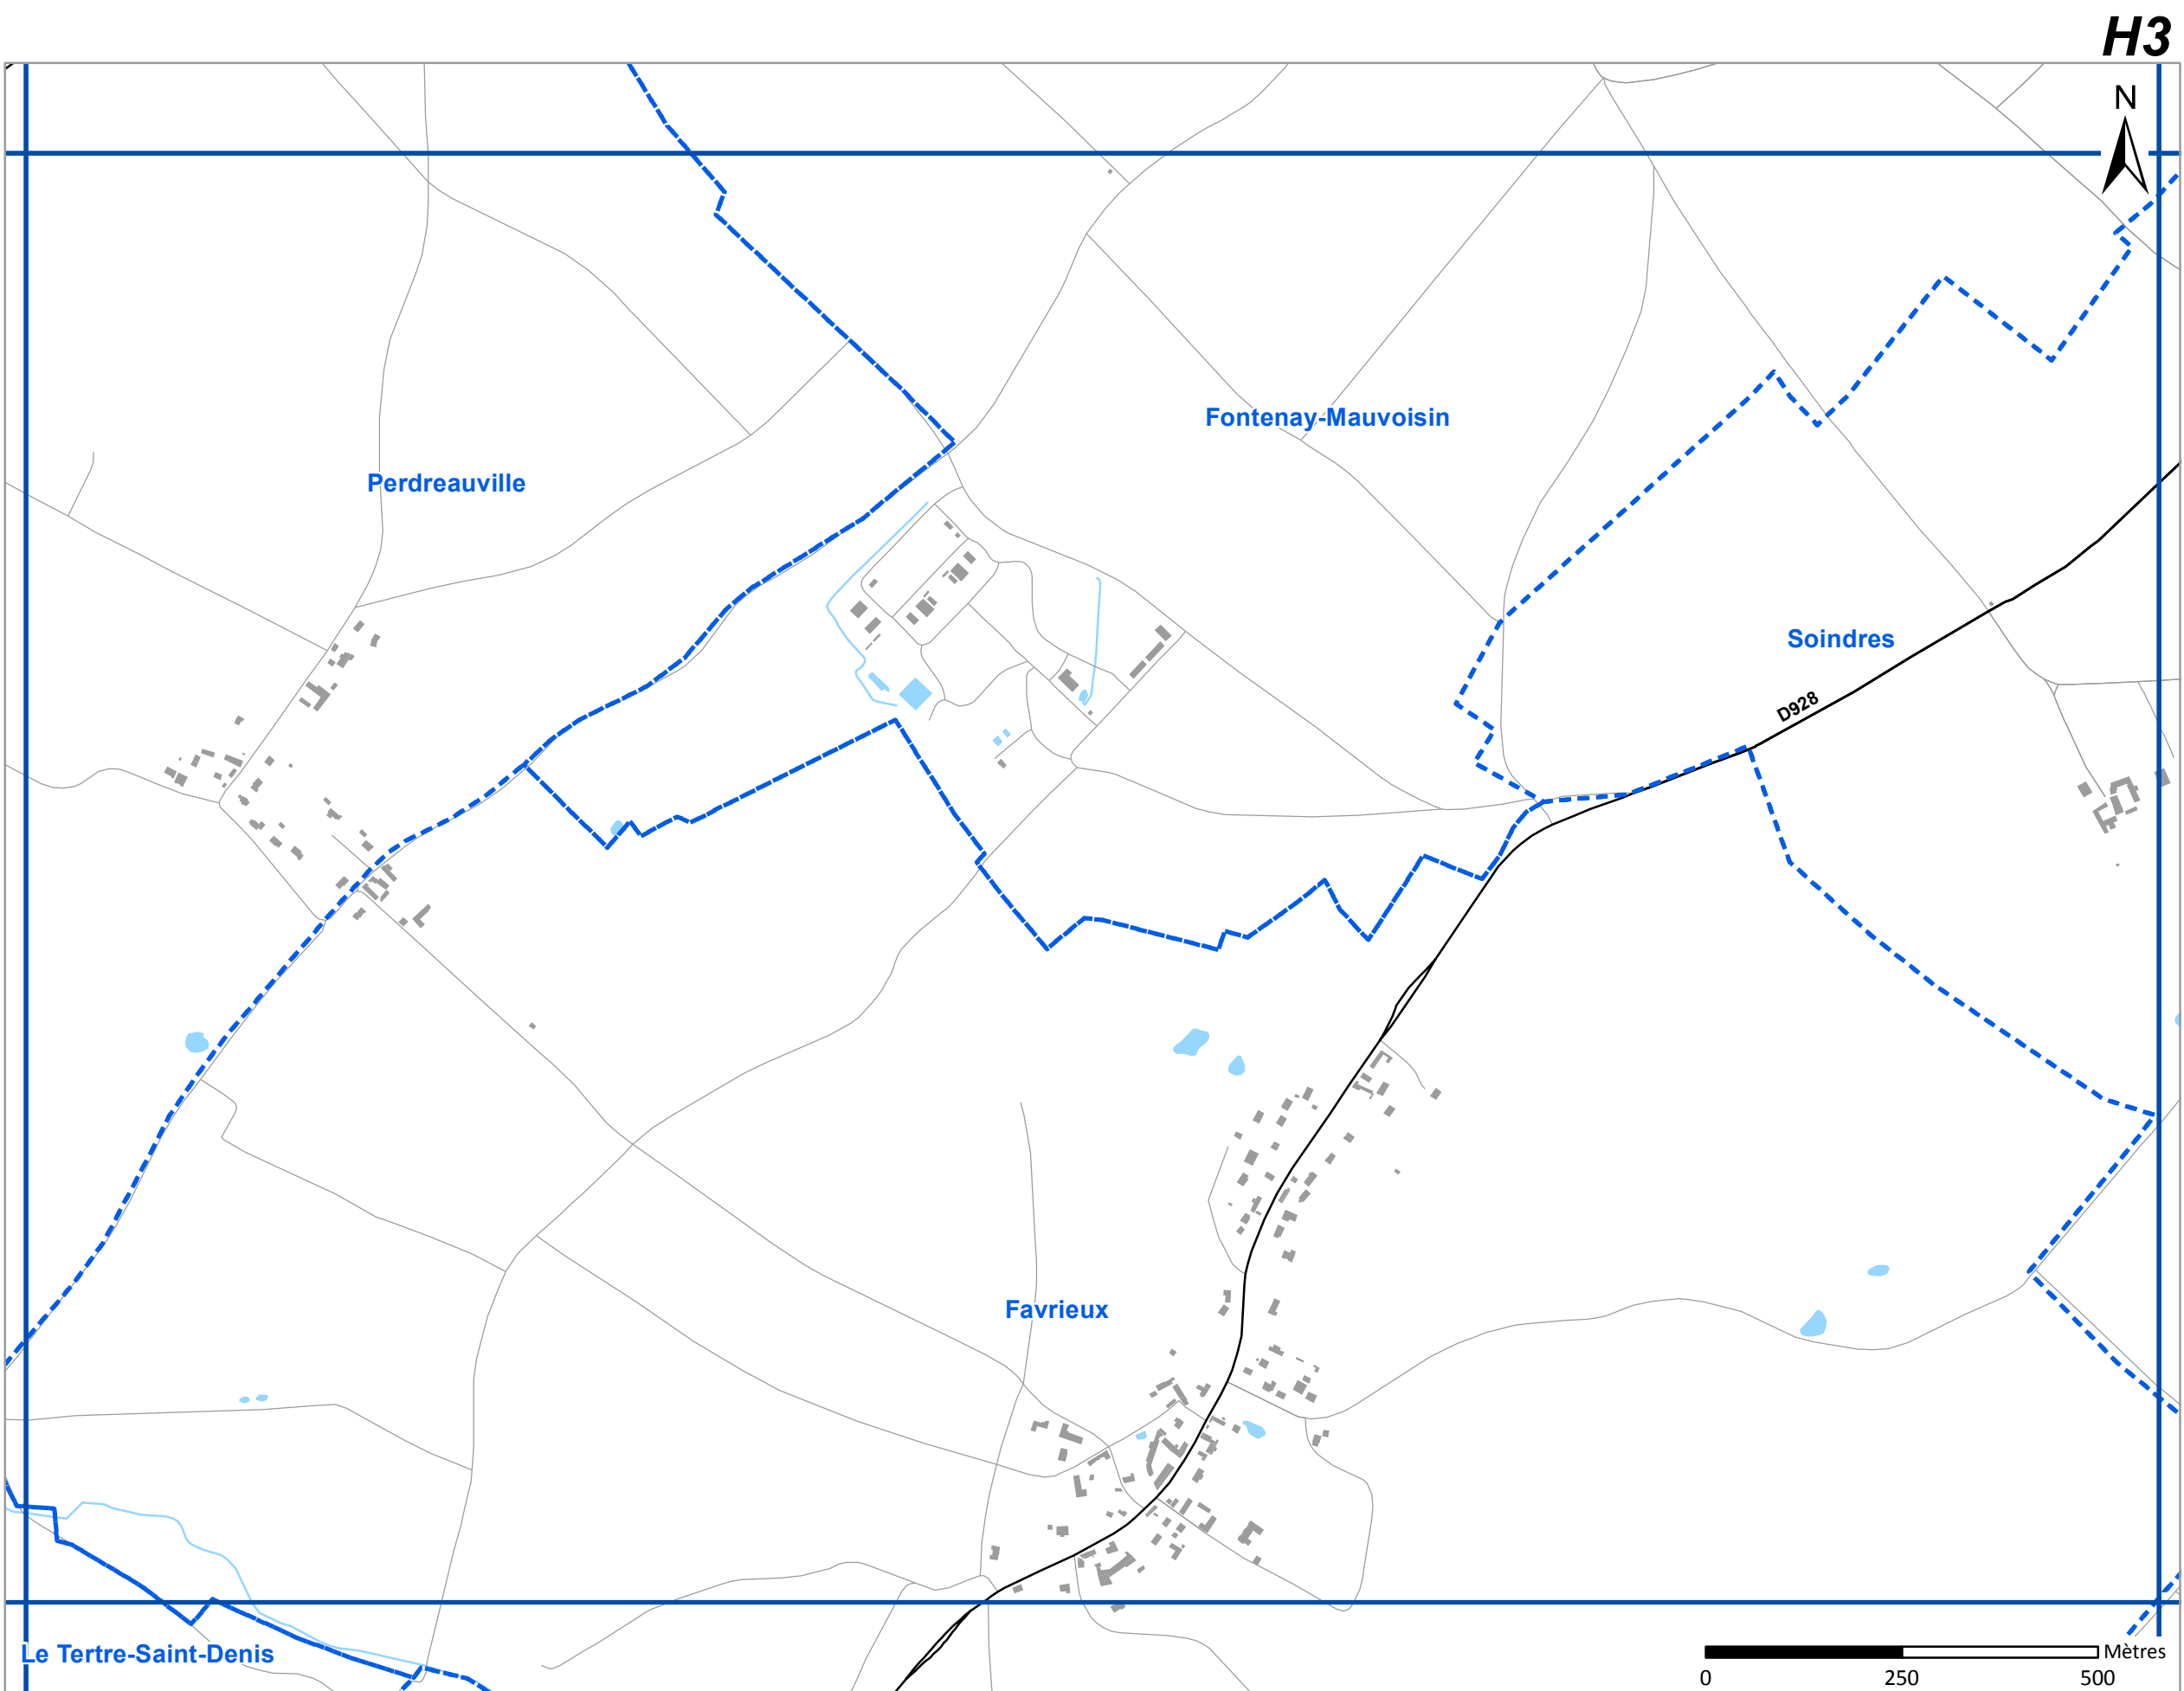 H3
N
Fontenay-Mauvoisin
Perdreauville
Soindres
D928
Favrieux
Le Tertre-Saint-Denis
Mètres
0 250 500